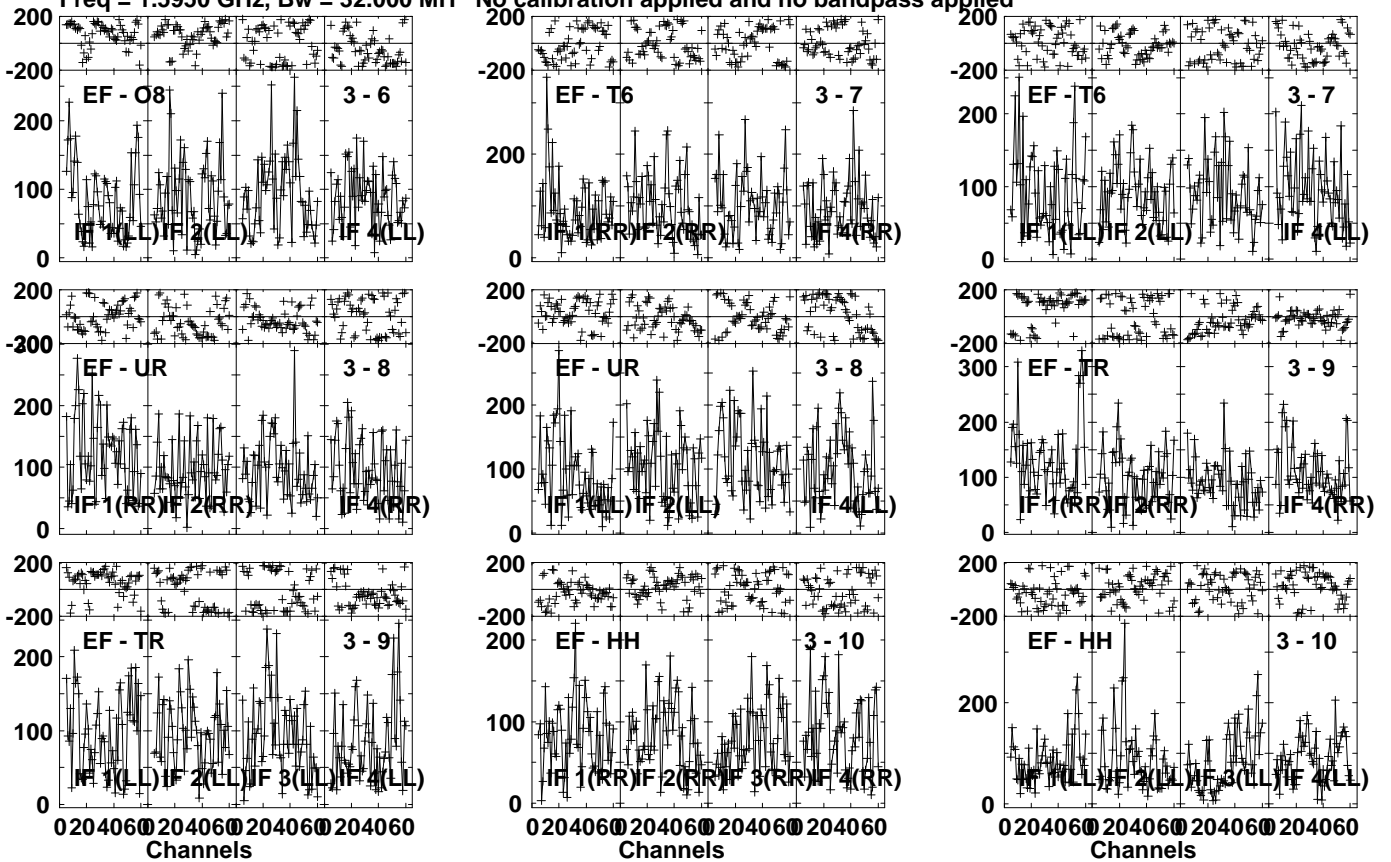 Freq = 1.5950 GHz, Bw = 32.000 MH No calibration applied and no bandpass applied
200
-200
EF - O8
3 - 6
200
100
0
IF 1(LL)
IF 2(LL)
IF 4(LL)
200
-200
EF - T6
3 - 7
200
0
IF 1(RR)
IF 2(RR)
IF 4(RR)
200
-200
EF - T6
3 - 7
200
100
0
IF 1(LL)
IF 2(LL)
IF 4(LL)
200
-200
300
EF - UR
3 - 8
200
100
0
IF 1(RR)
IF 2(RR)
IF 4(RR)
200
-200
EF - UR
3 - 8
200
100
0
IF 1(LL)
IF 2(LL)
IF 4(LL)
200
-200
EF - TR
3 - 9
300
200
100
0
IF 1(RR)
IF 2(RR)
IF 4(RR)
200
-200
EF - TR
3 - 9
200
100
0
IF 1(LL)
IF 2(LL)
IF 3(LL)
IF 4(LL)
0 20 40 60 0 20 40 60 0 20 40 60 0 20 40 60
Channels
200
-200
EF - HH
3 - 10
200
100
0
IF 1(RR)
IF 2(RR)
IF 3(RR)
IF 4(RR)
0 20 40 60 0 20 40 60 0 20 40 60 0 20 40 60
Channels
200
-200
EF - HH
3 - 10
200
0
IF 1(LL)
IF 2(LL)
IF 3(LL)
IF 4(LL)
0 20 40 60 0 20 40 60 0 20 40 60 0 20 40 60
Channels